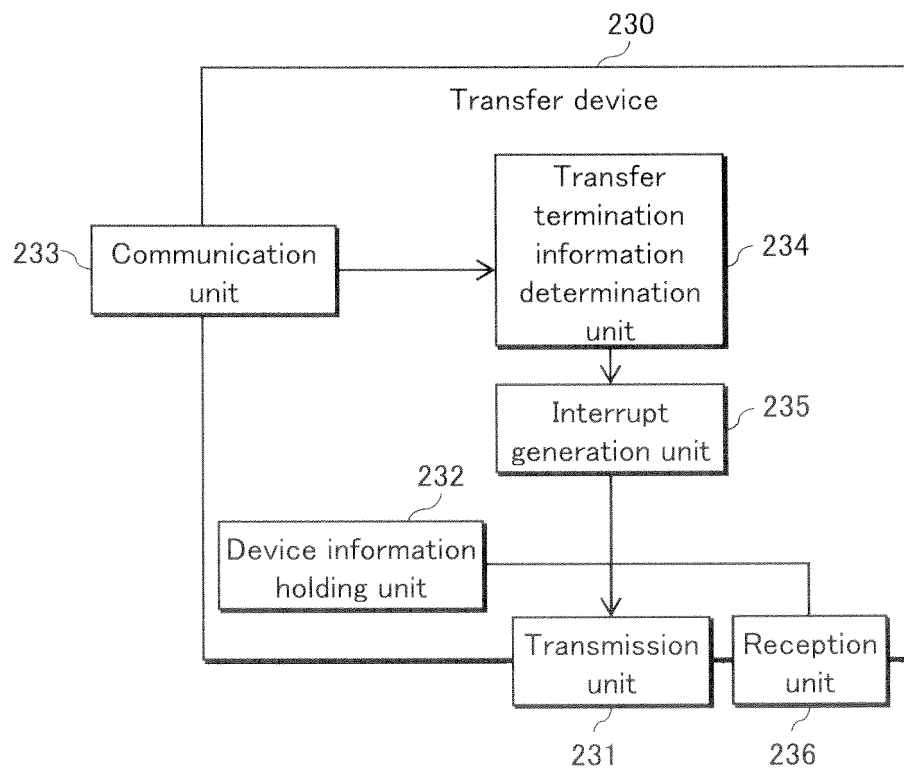 230
Transfer device
Transfer
termination
information
determination
unit
234
233
Communication
unit
Interrupt
generation unit
235
232
Device information
holding unit
Transmission
unit
Reception
unit
231
236